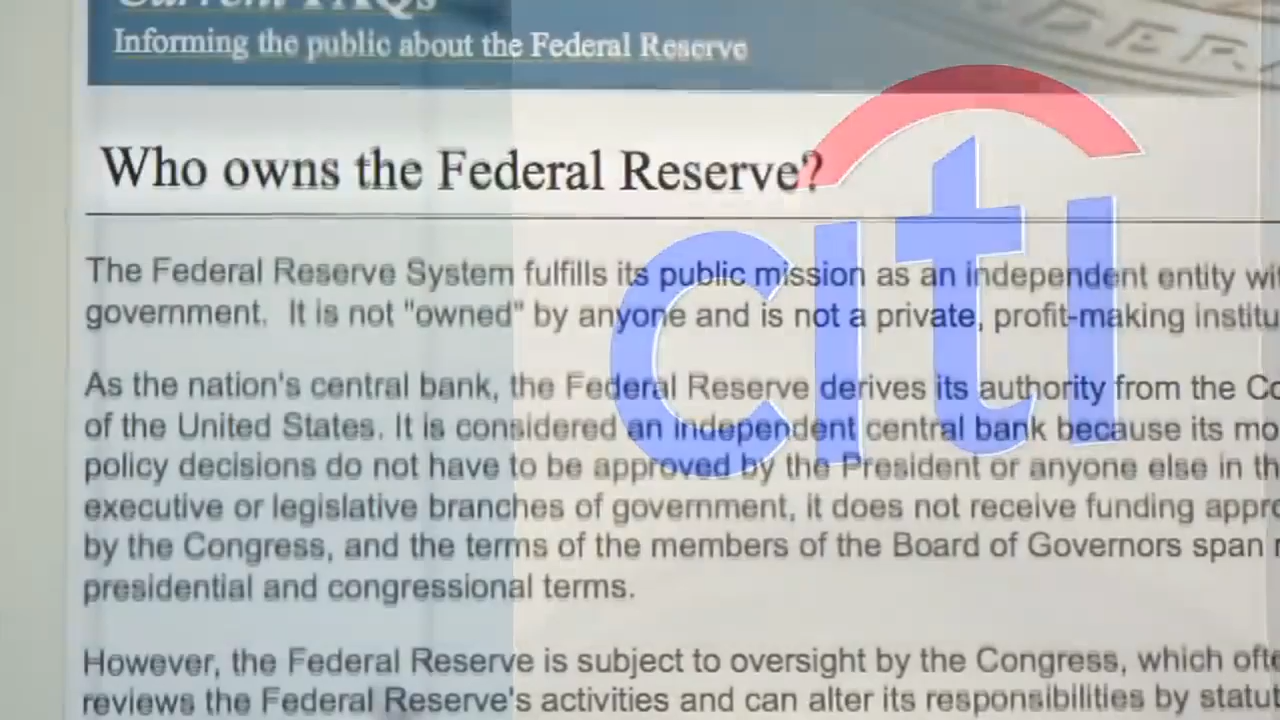 Current FAQs
Informing the public about the Federal Reserve
Who owns the Federal Reserve?
The Federal Reserve System fulfills its public mission as an independent entity
government. It is not "owned" by anyone and is not a private, profit-making
As the nation's central bank, the Federal Reserve derives its authority from the
of the United States. It is considered an independent central bank because its
policy decisions do not have to be approved by the President or anyone else in
executive or legislative branches of government, it does not receive funding
by the Congress, and the terms of the members of the Board of Governors span
presidential and congressional terms.
However, the Federal Reserve is subject to oversight by the Congress, which
reviews the Federal Reserve's activities and can alter its responsibilities by
citi